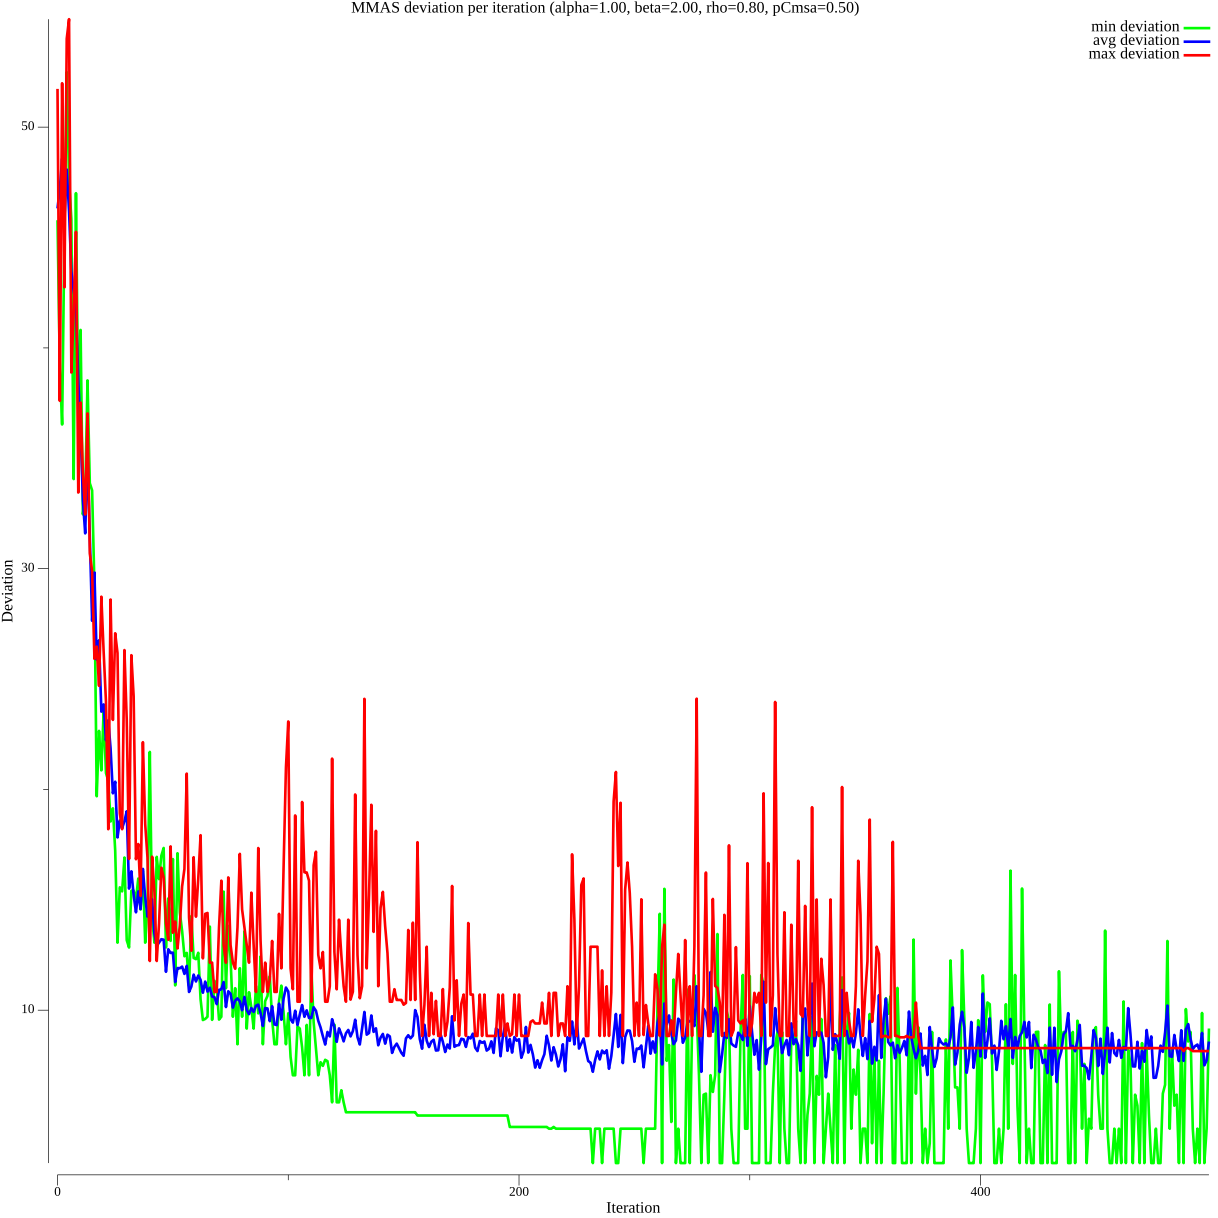 MMAS deviation per iteration (alpha=1.00, beta=2.00, rho=0.80, pCmsa=0.50)
min deviation
avg deviation
max deviation
50
30
10
Deviation
0
200
400
Iteration